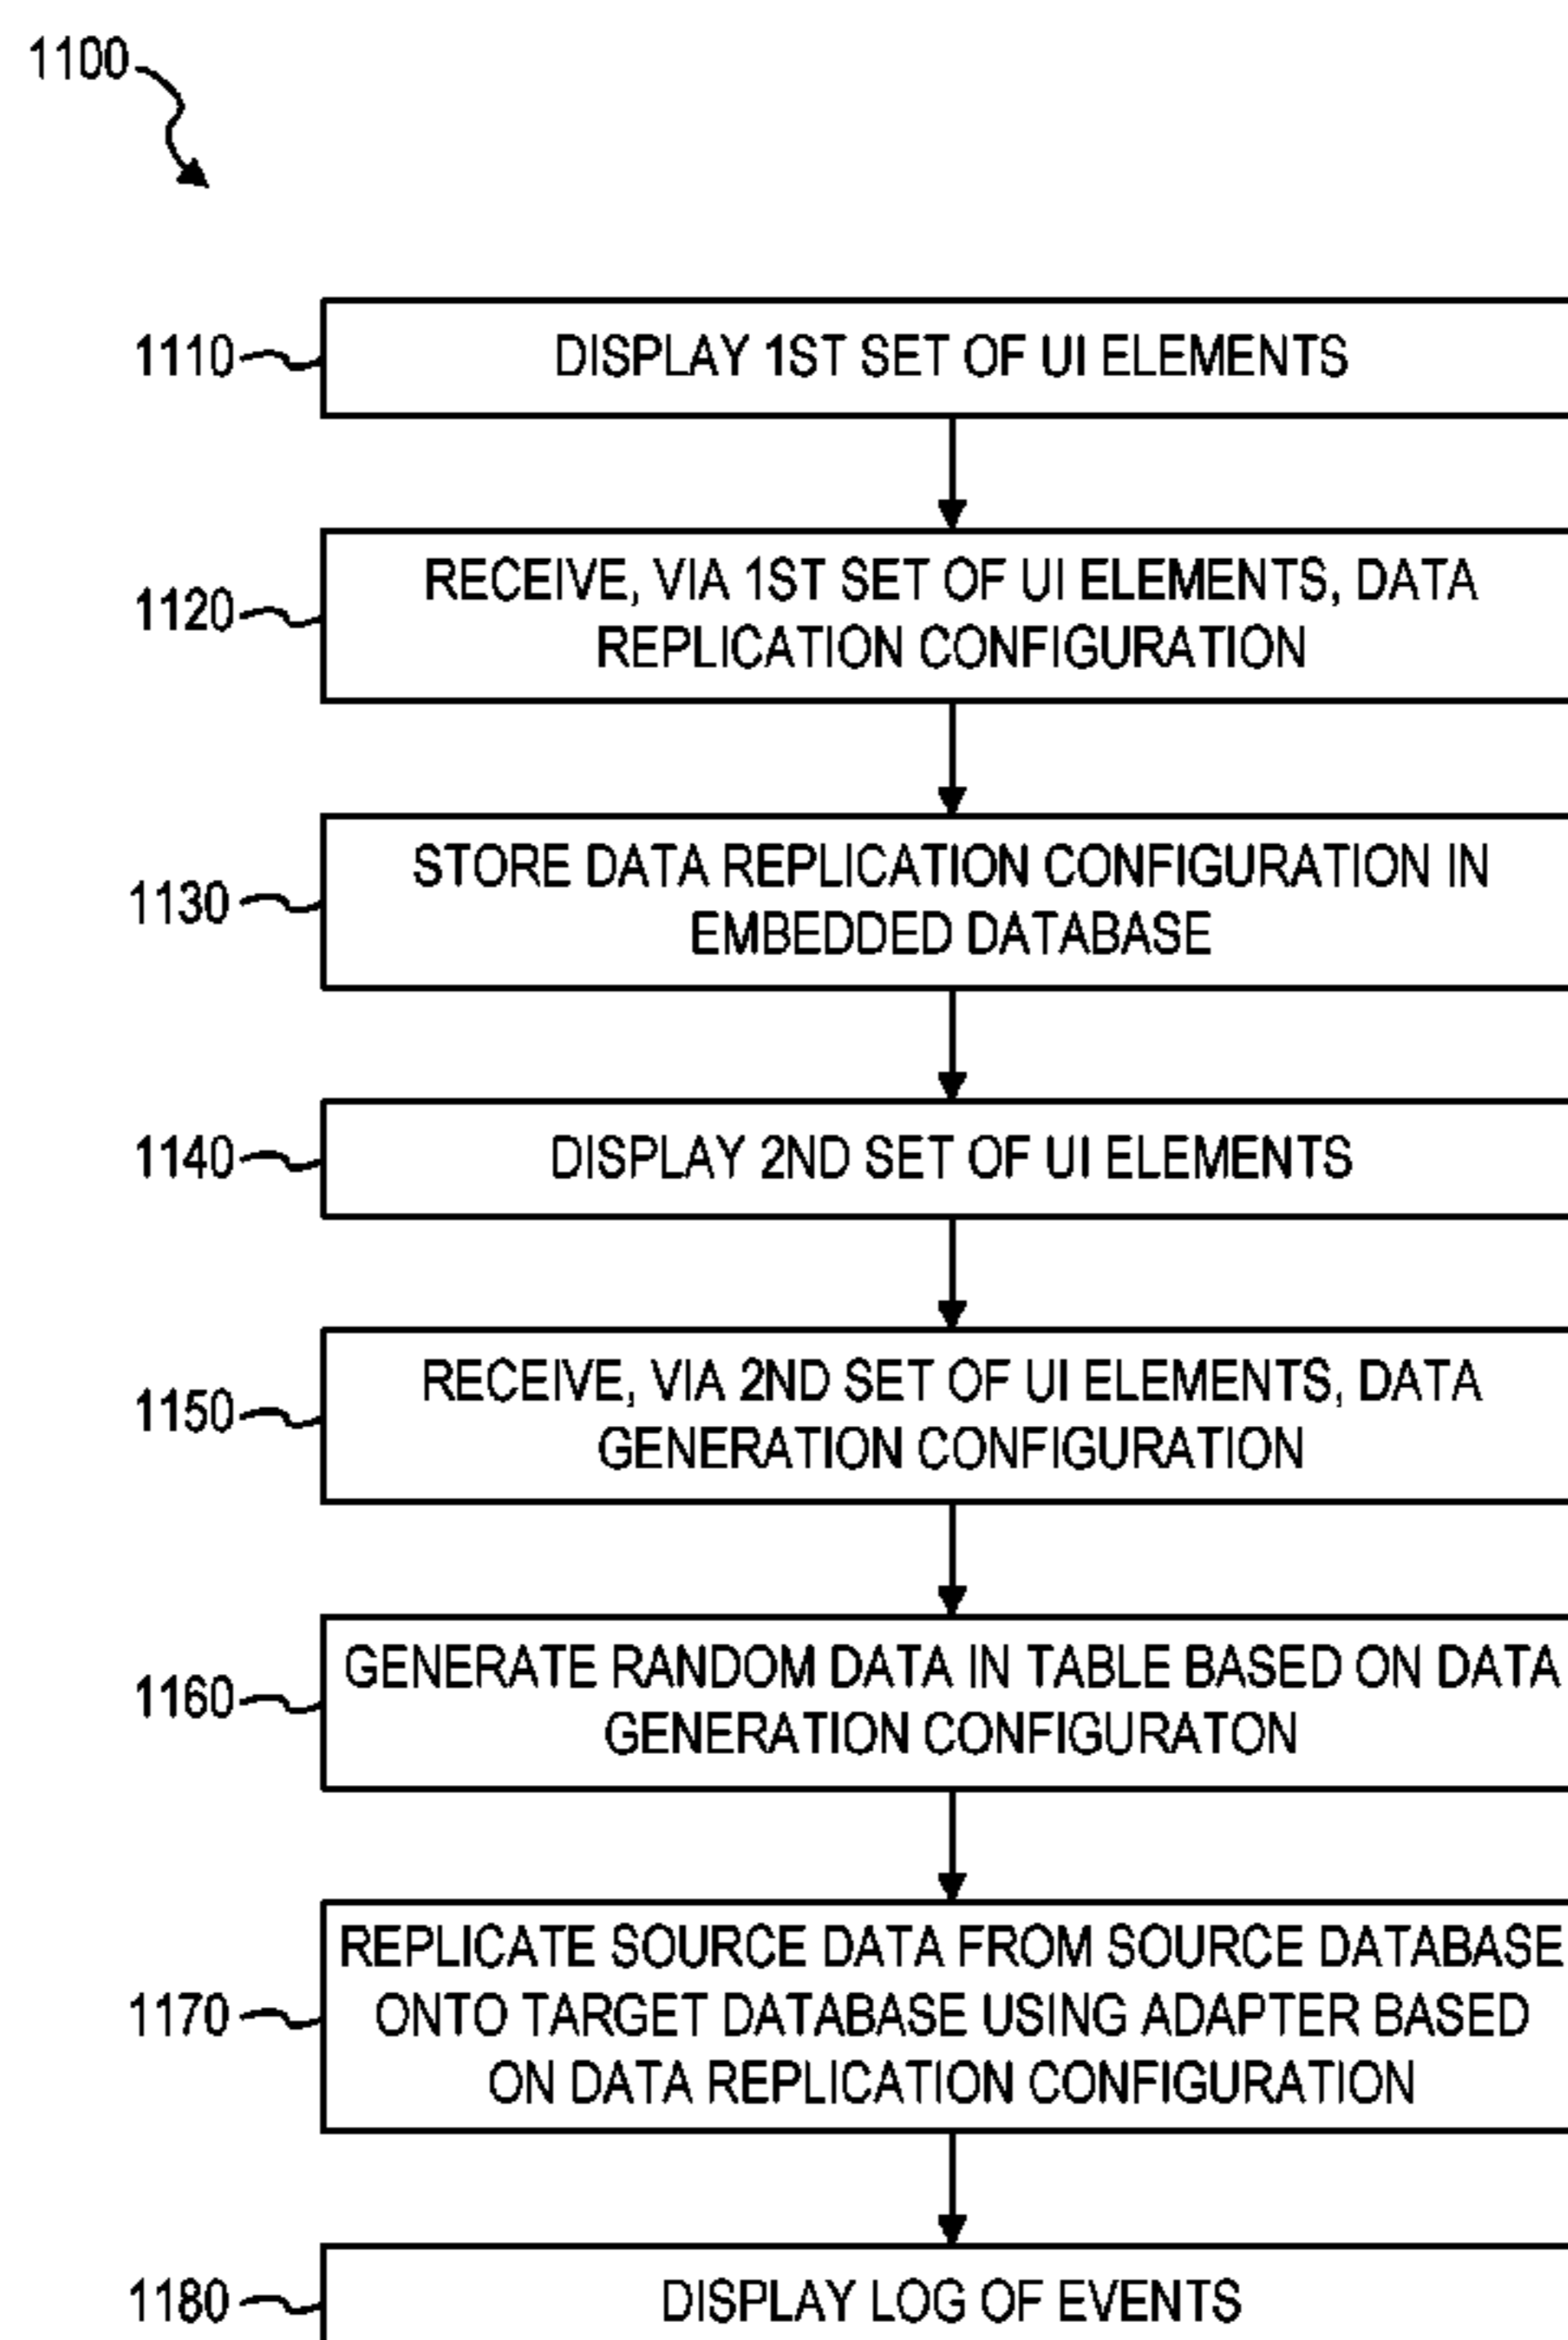 1100
1110
DISPLAY 1ST SET OF UI ELEMENTS
1120
RECEIVE, VIA 1ST SET OF UI ELEMENTS, DATA
REPLICATION CONFIGURATION
1130
STORE DATA REPLICATION CONFIGURATION IN
EMBEDDED DATABASE
1140
DISPLAY 2ND SET OF UI ELEMENTS
1150
RECEIVE, VIA 2ND SET OF UI ELEMENTS, DATA
GENERATION CONFIGURATION
1160
GENERATE RANDOM DATA IN TABLE BASED ON DATA
GENERATION CONFIGURATON
1170
REPLICATE SOURCE DATA FROM SOURCE DATABASE
ONTO TARGET DATABASE USING ADAPTER BASED
ON DATA REPLICATION CONFIGURATION
1180
DISPLAY LOG OF EVENTS